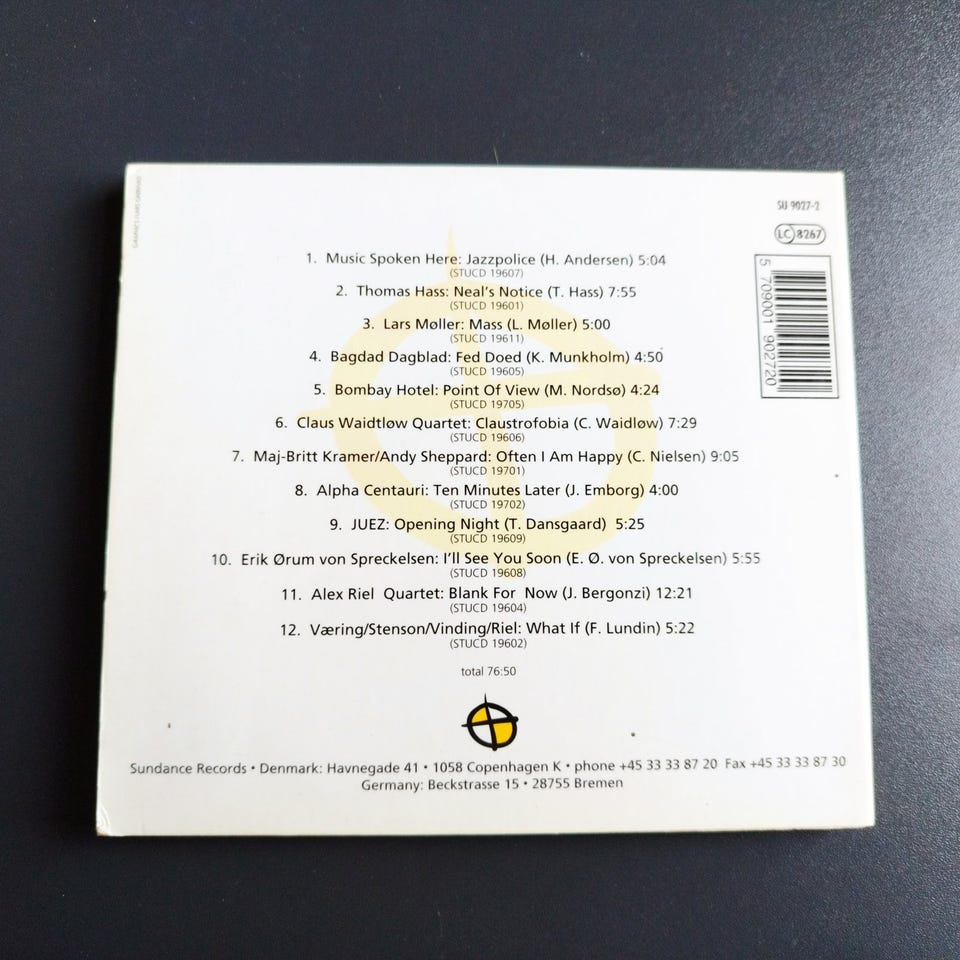 SU 9027-2
LC 8267
5 709001 902720
1. Music Spoken Here: Jazzpolice (H. Andersen) 5:04
(STUCD 19607)
2. Thomas Hass: Neal's Notice (T. Hass) 7:55
(STUCD 19601)
3. Lars Møller: Mass (L. Møller) 5:00
(STUCD 19611)
4. Bagdad Dagblad: Fed Doed (K. Munkholm) 4:50
(STUCD 19605)
5. Bombay Hotel: Point Of View (M. Nordsø) 4:24
(STUCD 19705)
6. Claus Waidtløw Quartet: Claustrofobia (C. Waidløw) 7:29
(STUCD 19606)
7. Maj-Britt Kramer/Andy Sheppard: Often I Am Happy (C. Nielsen) 9:05
(STUCD 19701)
8. Alpha Centauri: Ten Minutes Later (J. Emborg) 4:00
(STUCD 19702)
9. JUEZ: Opening Night (T. Dansgaard) 5:25
(STUCD 19609)
10. Erik Ørum von Spreckelsen: I'll See You Soon (E. Ø. von Spreckelsen) 5:55
(STUCD 19608)
11. Alex Riel Quartet: Blank For Now (J. Bergonzi) 12:21
(STUCD 19604)
12. Væring/Stenson/Vinding/Riel: What If (F. Lundin) 5:22
(STUCD 19602)
total 76:50
Sundance Records • Denmark: Havnegade 41 • 1058 Copenhagen K • phone +45 33 33 87 20 Fax +45 33 33 87 30
Germany: Beckstrasse 15 • 28755 Bremen